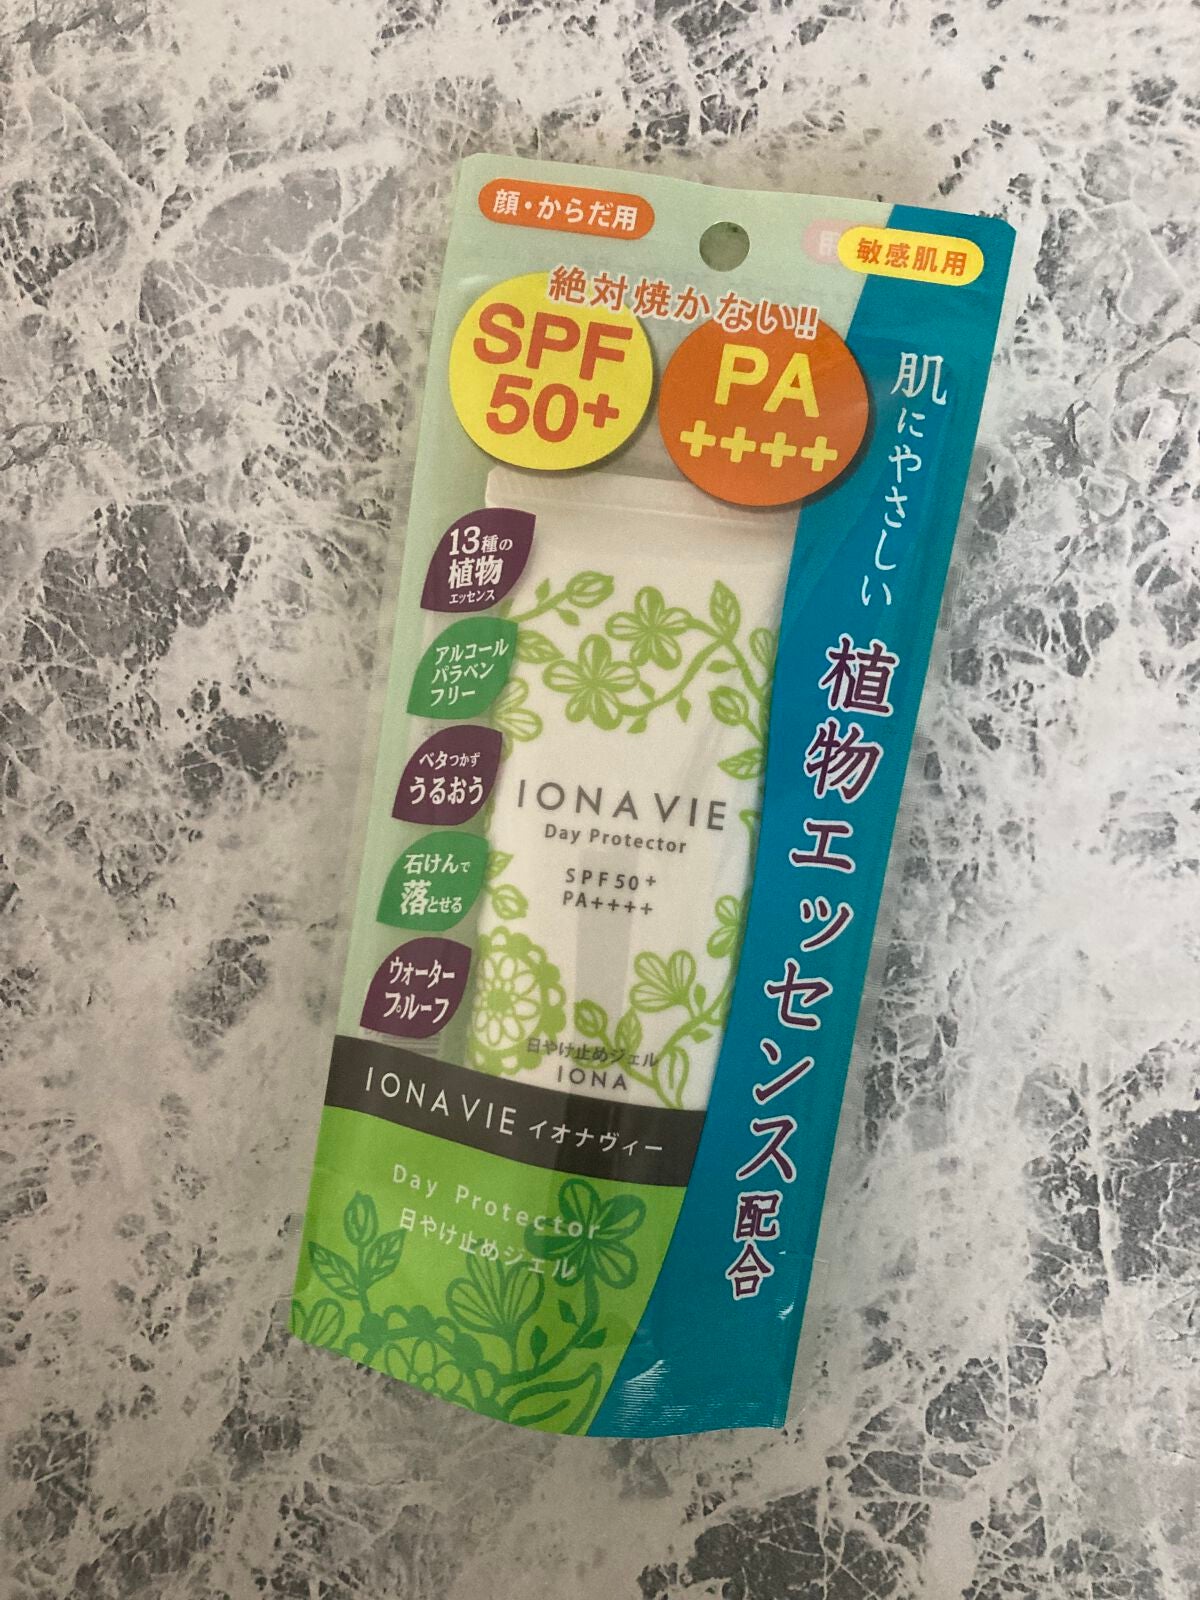 顔・からだ用
敏感肌用
絶対焼かない!!
SPF
50+
PA
++++
肌にやさしい
植物エッセンス配合
13種の
植物
エッセンス
アルコール
パラベン
フリー
ベタつかず
うるおう
石けんで
落とせる
ウォーター
プルーフ
IONA VIE
Day Protector
SPF50+
PA++++
日やけ止めジェル
IONA
IONA VIE イオナヴィー
Day Protector
日やけ止めジェル